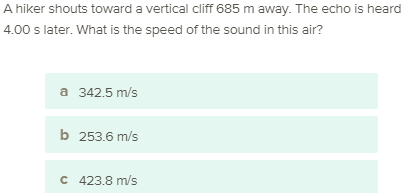 A hiker shouts toward a vertical cliff 685 m away. The echo is heard
4.00 s later. What is the speed of the sound in this air?
a 342.5 m/s
b 253.6 m/s
c 423.8 m/s